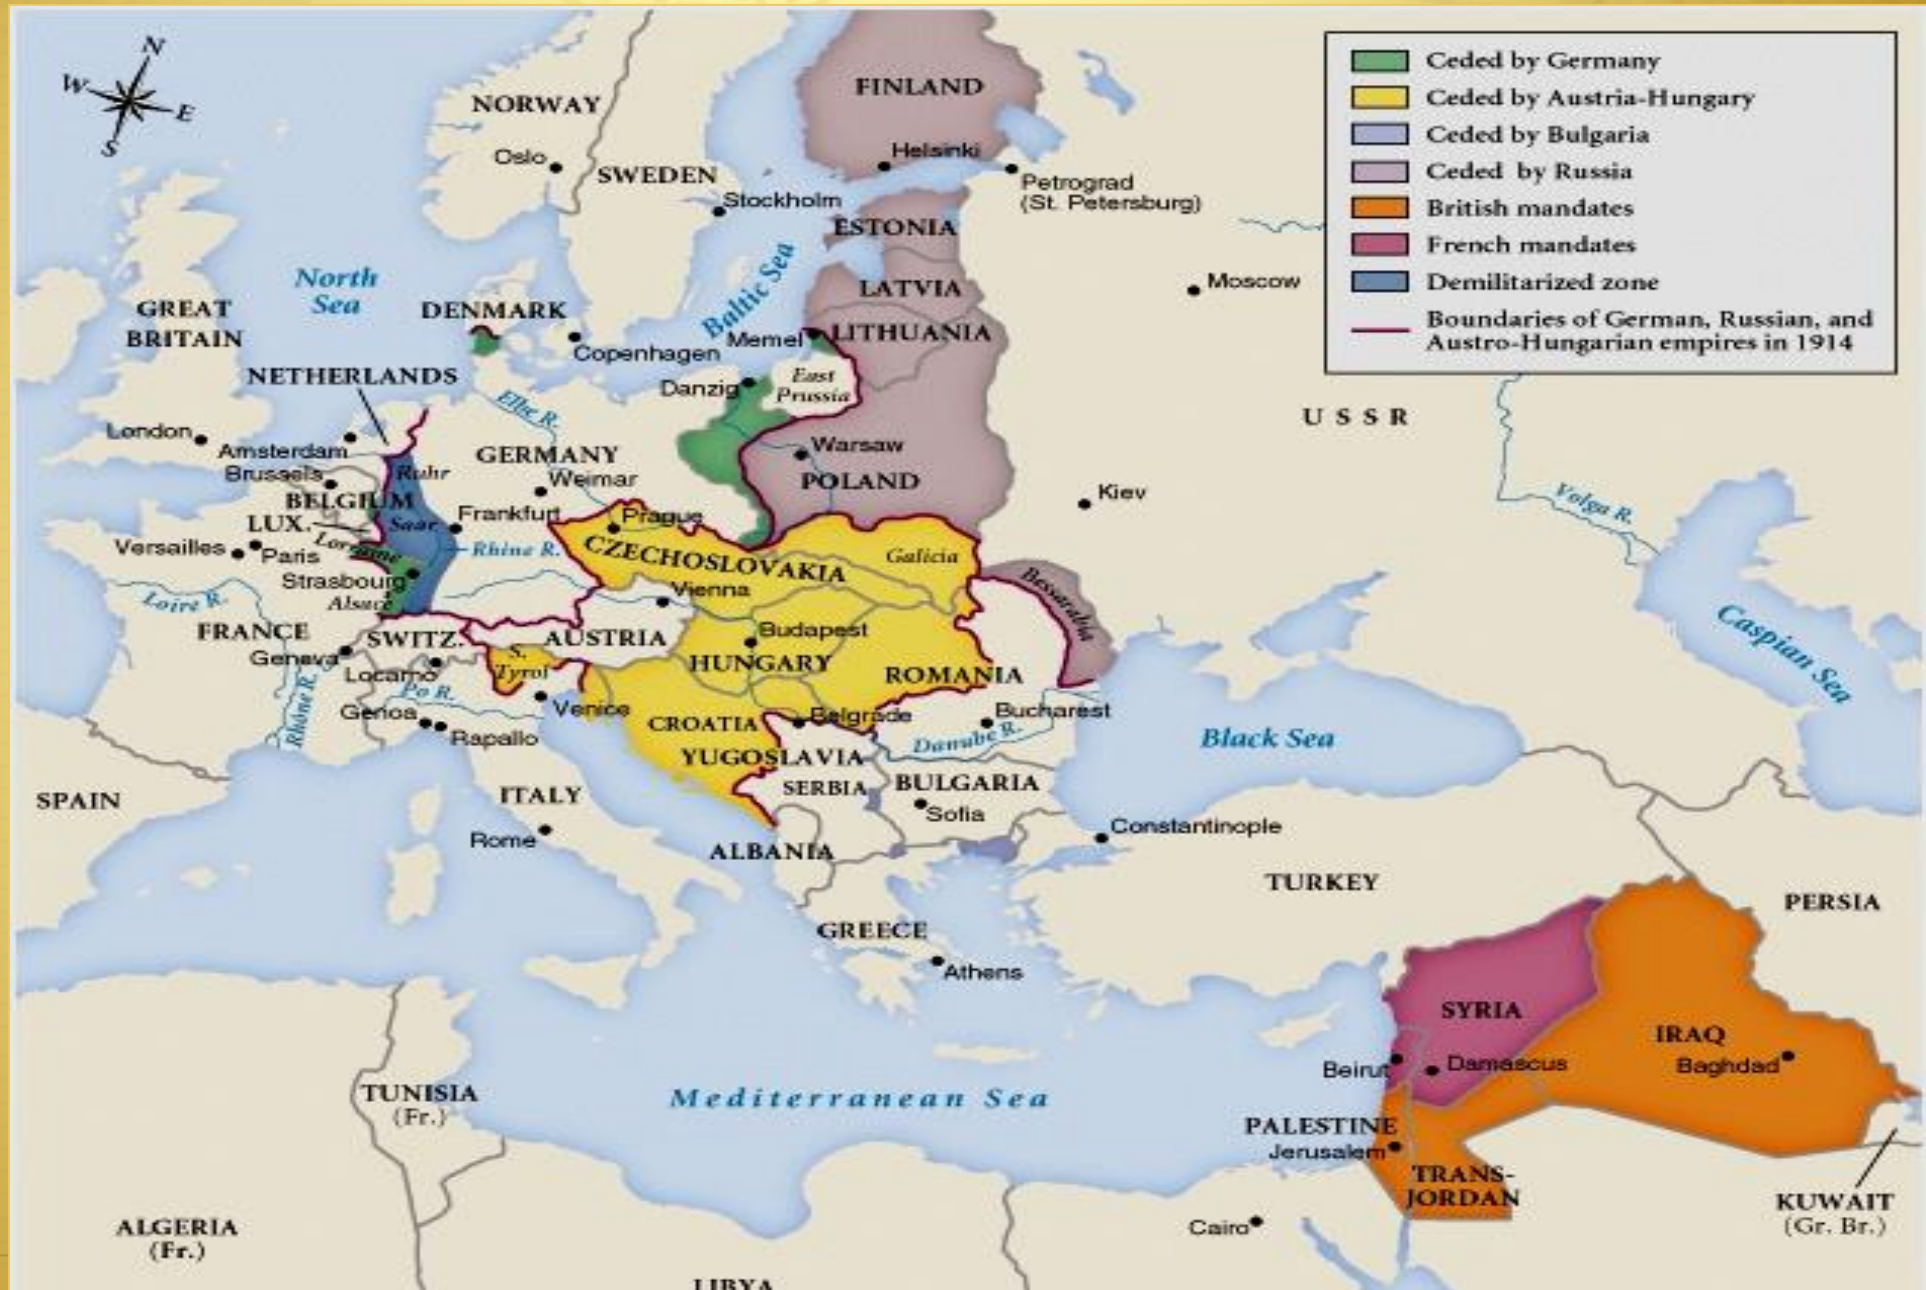 N
W
E
S
Ceded by Germany
Ceded by Austria-Hungary
Ceded by Bulgaria
Ceded by Russia
British mandates
French mandates
Demilitarized zone
Boundaries of German, Russian, and
Austro-Hungarian empires in 1914
FINLAND
NORWAY
Helsinki
Oslo
SWEDEN
Petrograd
(St. Petersburg)
Stockholm
ESTONIA
Baltic Sea
North
Sea
Moscow
LATVIA
GREAT
BRITAIN
DENMARK
Memel
LITHUANIA
Copenhagen
NETHERLANDS
Danzig
East
Prussia
Elbe R.
USSR
London
Amsterdam
Warsaw
GERMANY
Ruhr
Brussels
Weimar
POLAND
BELGIUM
Kiev
Volga R.
LUX.
Saar
Frankfurt
Prague
Versailles
Paris
Lorraine
Rhine R.
CZECHOSLOVAKIA
Galicia
Strasbourg
Alsace
Vienna
Bessarabia
Loire R.
FRANCE
SWITZ.
AUSTRIA
Budapest
Caspian Sea
Geneva
S.
Tyrol
HUNGARY
ROMANIA
Locarno
Po R.
Rhône R.
Venice
Genoa
Rapallo
CROATIA
Belgrade
Bucharest
Danube R.
Black Sea
YUGOSLAVIA
SERBIA
BULGARIA
SPAIN
ITALY
Sofia
Constantinople
Rome
ALBANIA
TURKEY
PERSIA
GREECE
Athens
SYRIA
IRAQ
Baghdad
Beirut
Damascus
TUNISIA
(Fr.)
Mediterranean Sea
PALESTINE
Jerusalem
TRANS-
JORDAN
KUWAIT
(Gr. Br.)
Cairo
ALGERIA
(Fr.)
LIBYA